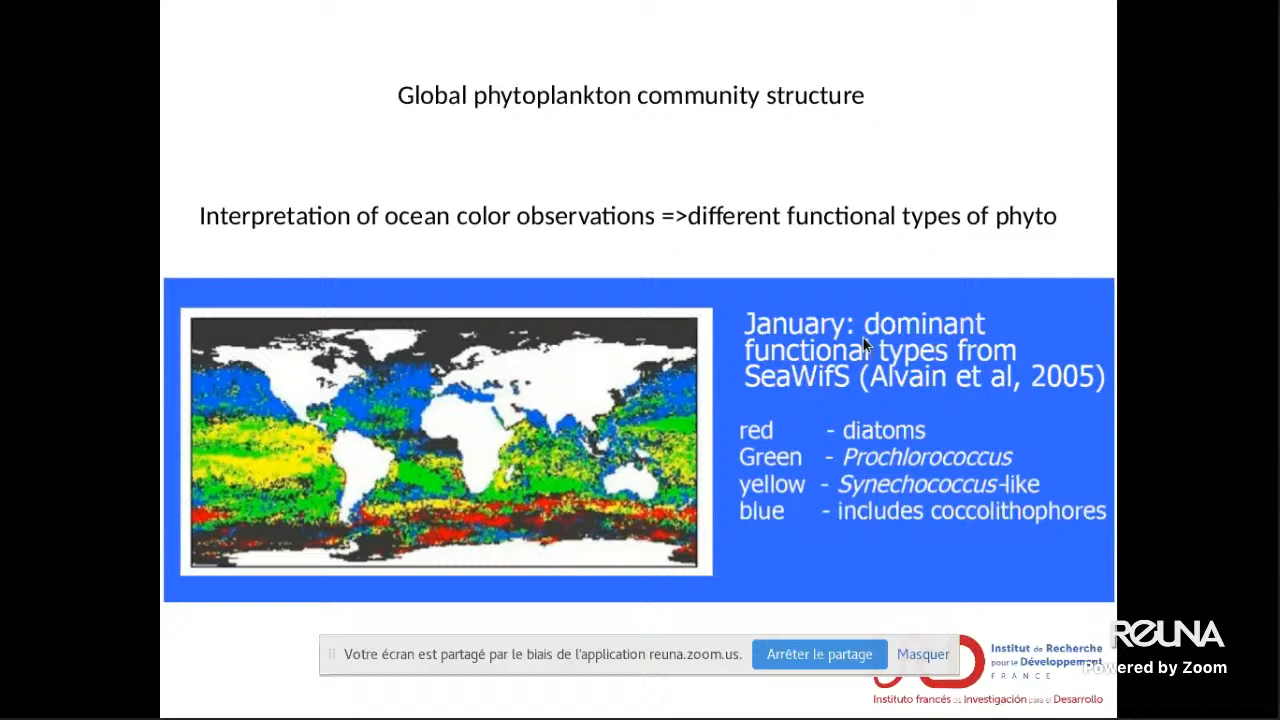 Global phytoplankton community structure
Interpretation of ocean color observations =>different functional types of phyto
January: dominant
functional types from
SeaWifS (Alvain et al, 2005)
red - diatoms
Green - Prochlorococcus
yellow - Synechococcus-like
blue - includes coccolithophores
Votre écran est partagé par le biais de l'application reuna.zoom.us.
Arrêter le partage
Masquer
Institut de Recherche
pour le Développement
FRANCE
Instituto francés de Investigación para el Desarrollo
REUNA
Powered by Zoom